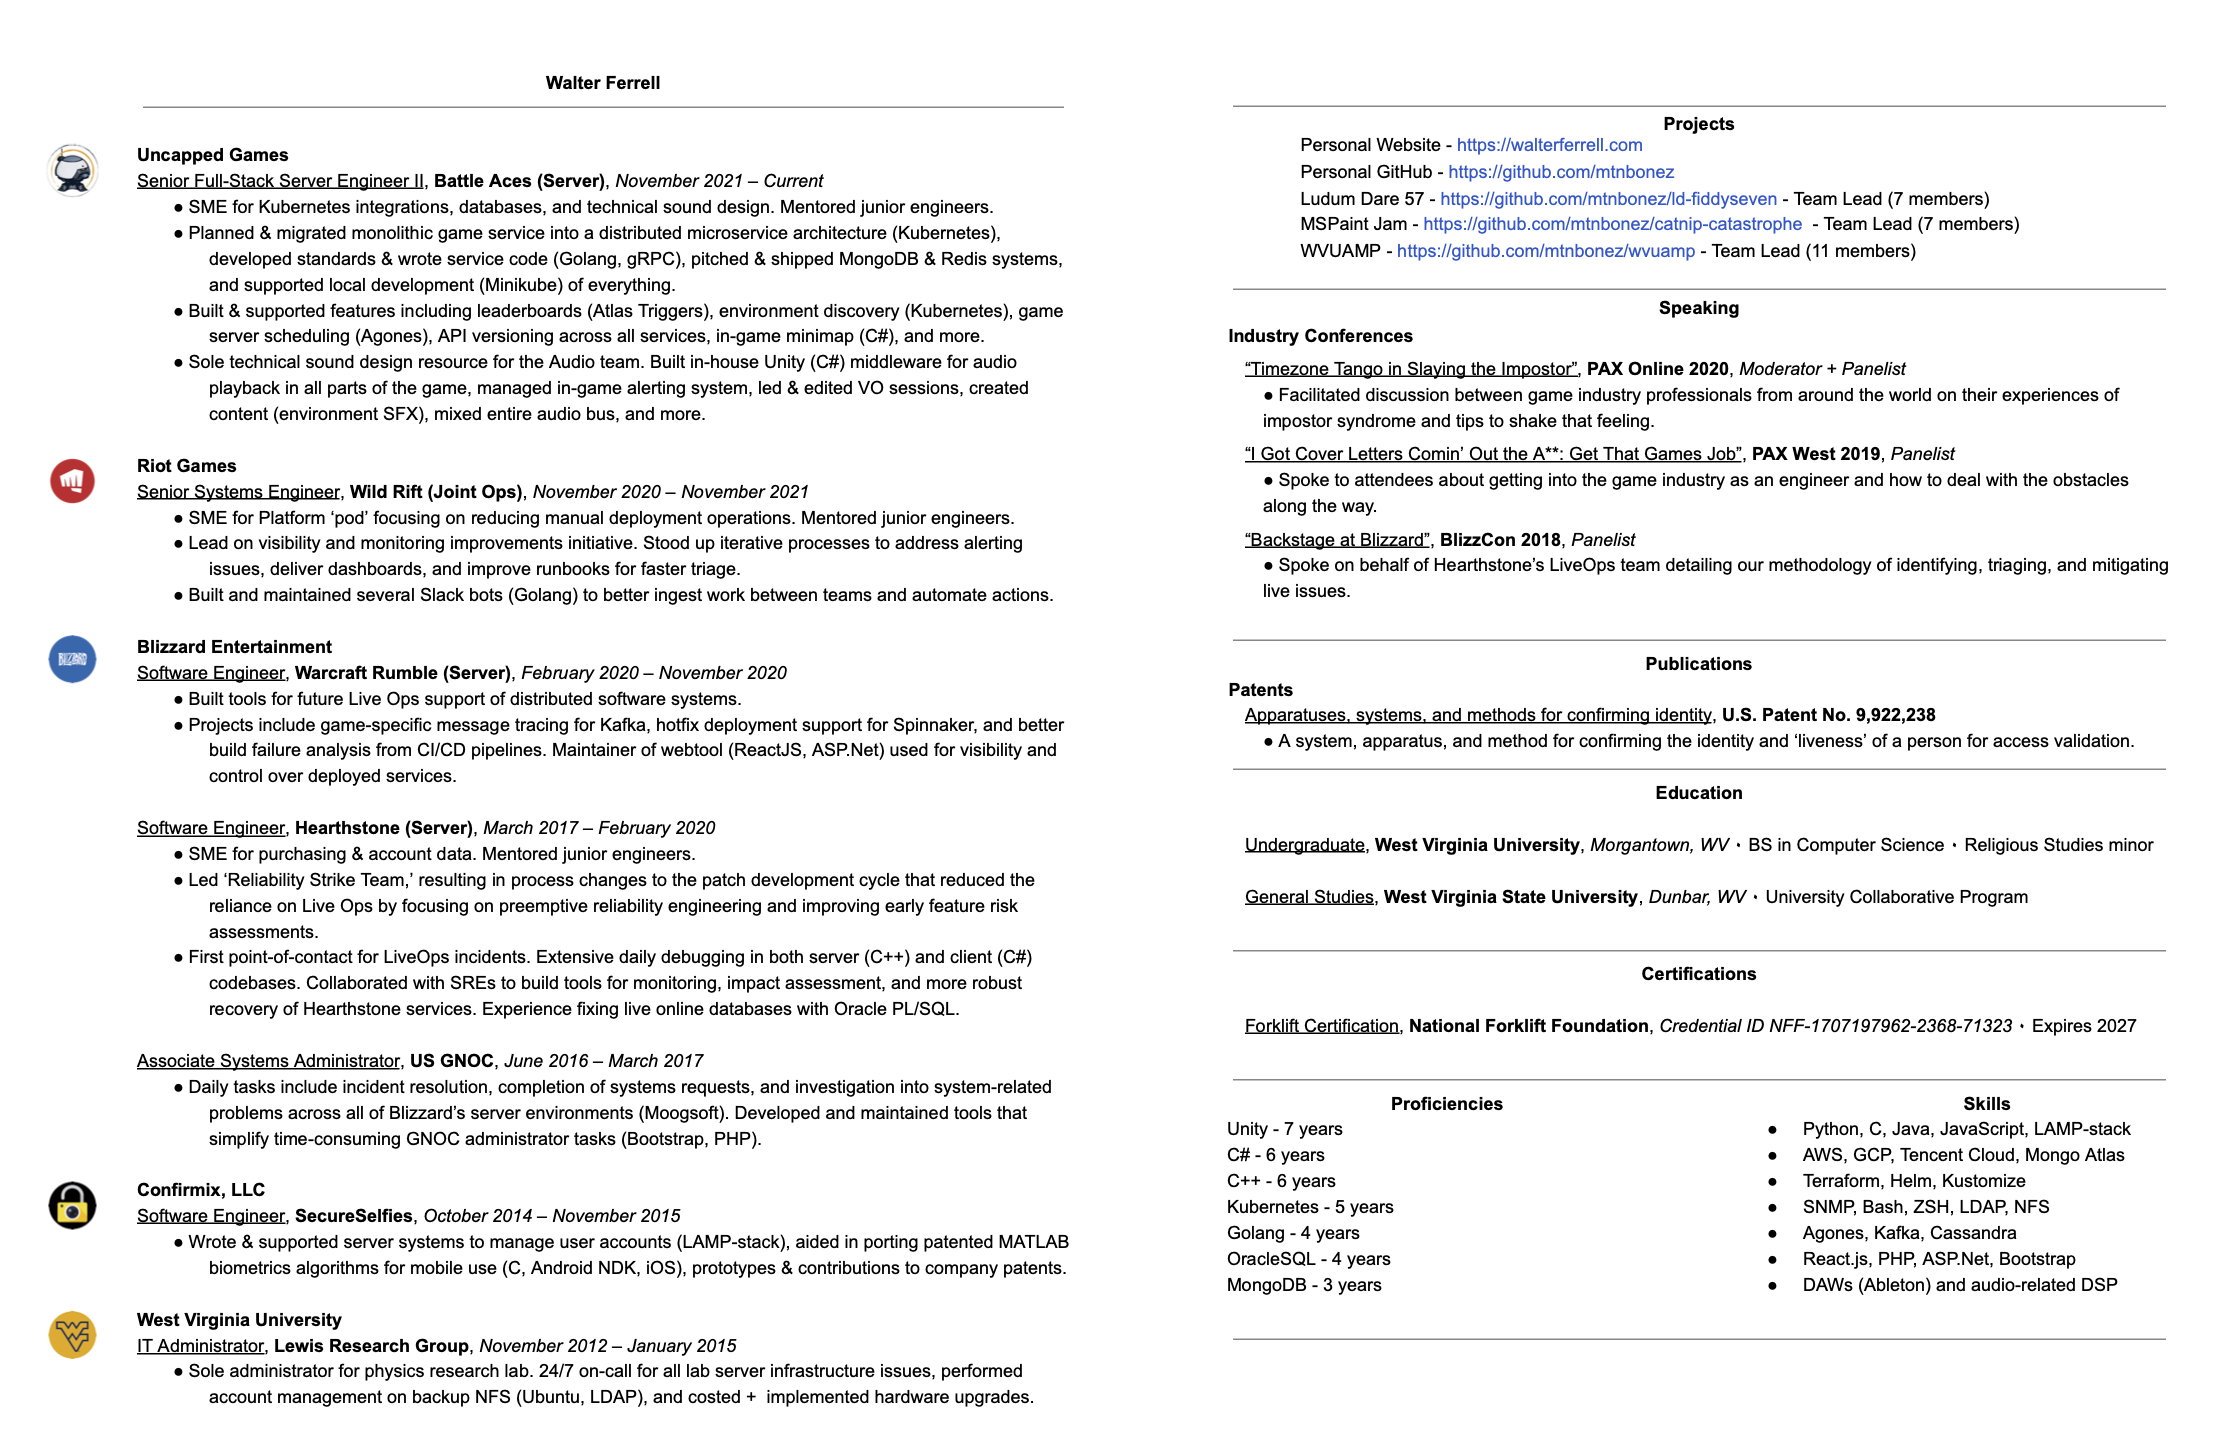 Walter Ferrell
Uncapped Games
Senior Full-Stack Server Engineer II, Battle Aces (Server), November 2021 – Current
● SME for Kubernetes integrations, databases, and technical sound design. Mentored junior engineers.
● Planned & migrated monolithic game service into a distributed microservice architecture (Kubernetes),
developed standards & wrote service code (Golang, gRPC), pitched & shipped MongoDB & Redis systems,
and supported local development (Minikube) of everything.
● Built & supported features including leaderboards (Atlas Triggers), environment discovery (Kubernetes), game
server scheduling (Agones), API versioning across all services, in-game minimap (C#), and more.
● Sole technical sound design resource for the Audio team. Built in-house Unity (C#) middleware for audio
playback in all parts of the game, managed in-game alerting system, led & edited VO sessions, created
content (environment SFX), mixed entire audio bus, and more.
Riot Games
Senior Systems Engineer, Wild Rift (Joint Ops), November 2020 – November 2021
● SME for Platform ‘pod’ focusing on reducing manual deployment operations. Mentored junior engineers.
● Lead on visibility and monitoring improvements initiative. Stood up iterative processes to address alerting
issues, deliver dashboards, and improve runbooks for faster triage.
● Built and maintained several Slack bots (Golang) to better ingest work between teams and automate actions.
BLIZZARD
Blizzard Entertainment
Software Engineer, Warcraft Rumble (Server), February 2020 – November 2020
● Built tools for future Live Ops support of distributed software systems.
● Projects include game-specific message tracing for Kafka, hotfix deployment support for Spinnaker, and better
build failure analysis from CI/CD pipelines. Maintainer of webtool (ReactJS, ASP.Net) used for visibility and
control over deployed services.
Software Engineer, Hearthstone (Server), March 2017 – February 2020
● SME for purchasing & account data. Mentored junior engineers.
● Led ‘Reliability Strike Team,’ resulting in process changes to the patch development cycle that reduced the
reliance on Live Ops by focusing on preemptive reliability engineering and improving early feature risk
assessments.
● First point-of-contact for LiveOps incidents. Extensive daily debugging in both server (C++) and client (C#)
codebases. Collaborated with SREs to build tools for monitoring, impact assessment, and more robust
recovery of Hearthstone services. Experience fixing live online databases with Oracle PL/SQL.
Associate Systems Administrator, US GNOC, June 2016 – March 2017
● Daily tasks include incident resolution, completion of systems requests, and investigation into system-related
problems across all of Blizzard’s server environments (Moogsoft). Developed and maintained tools that
simplify time-consuming GNOC administrator tasks (Bootstrap, PHP).
Confirmix, LLC
Software Engineer, SecureSelfies, October 2014 – November 2015
● Wrote & supported server systems to manage user accounts (LAMP-stack), aided in porting patented MATLAB
biometrics algorithms for mobile use (C, Android NDK, iOS), prototypes & contributions to company patents.
WV
West Virginia University
IT Administrator, Lewis Research Group, November 2012 – January 2015
● Sole administrator for physics research lab. 24/7 on-call for all lab server infrastructure issues, performed
account management on backup NFS (Ubuntu, LDAP), and costed +  implemented hardware upgrades.
Projects
Personal Website - https://walterferrell.com
Personal GitHub - https://github.com/mtnbonez
Ludum Dare 57 - https://github.com/mtnbonez/ld-fiddyseven - Team Lead (7 members)
MSPaint Jam - https://github.com/mtnbonez/catnip-catastrophe  - Team Lead (7 members)
WVUAMP - https://github.com/mtnbonez/wvuamp - Team Lead (11 members)
Speaking
Industry Conferences
“Timezone Tango in Slaying the Impostor”, PAX Online 2020, Moderator + Panelist
● Facilitated discussion between game industry professionals from around the world on their experiences of
impostor syndrome and tips to shake that feeling.
“I Got Cover Letters Comin’ Out the A**: Get That Games Job”, PAX West 2019, Panelist
● Spoke to attendees about getting into the game industry as an engineer and how to deal with the obstacles
along the way.
“Backstage at Blizzard”, BlizzCon 2018, Panelist
● Spoke on behalf of Hearthstone’s LiveOps team detailing our methodology of identifying, triaging, and mitigating
live issues.
Publications
Patents
Apparatuses, systems, and methods for confirming identity, U.S. Patent No. 9,922,238
● A system, apparatus, and method for confirming the identity and ‘liveness’ of a person for access validation.
Education
Undergraduate, West Virginia University, Morgantown, WV • BS in Computer Science • Religious Studies minor
General Studies, West Virginia State University, Dunbar, WV • University Collaborative Program
Certifications
Forklift Certification, National Forklift Foundation, Credential ID NFF-1707197962-2368-71323 • Expires 2027
Proficiencies
Unity - 7 years
C# - 6 years
C++ - 6 years
Kubernetes - 5 years
Golang - 4 years
OracleSQL - 4 years
MongoDB - 3 years
Skills
● Python, C, Java, JavaScript, LAMP-stack
● AWS, GCP, Tencent Cloud, Mongo Atlas
● Terraform, Helm, Kustomize
● SNMP, Bash, ZSH, LDAP, NFS
● Agones, Kafka, Cassandra
● React.js, PHP, ASP.Net, Bootstrap
● DAWs (Ableton) and audio-related DSP